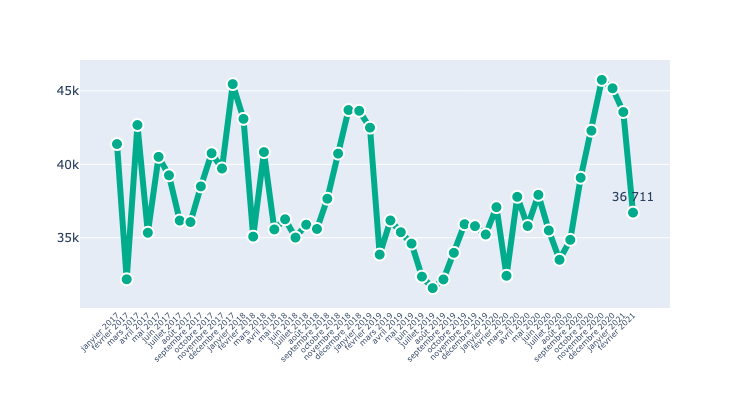 45k
40k
35k
36,711
janvier 2017
février 2017
mars 2017
avril 2017
mai 2017
juin 2017
juillet 2017
août 2017
septembre 2017
octobre 2017
novembre 2017
décembre 2017
janvier 2018
février 2018
mars 2018
avril 2018
mai 2018
juin 2018
juillet 2018
août 2018
septembre 2018
octobre 2018
novembre 2018
décembre 2018
janvier 2019
février 2019
mars 2019
avril 2019
mai 2019
juin 2019
juillet 2019
août 2019
septembre 2019
octobre 2019
novembre 2019
décembre 2019
janvier 2020
février 2020
mars 2020
avril 2020
mai 2020
juin 2020
juillet 2020
août 2020
septembre 2020
octobre 2020
novembre 2020
décembre 2020
janvier 2021
février 2021